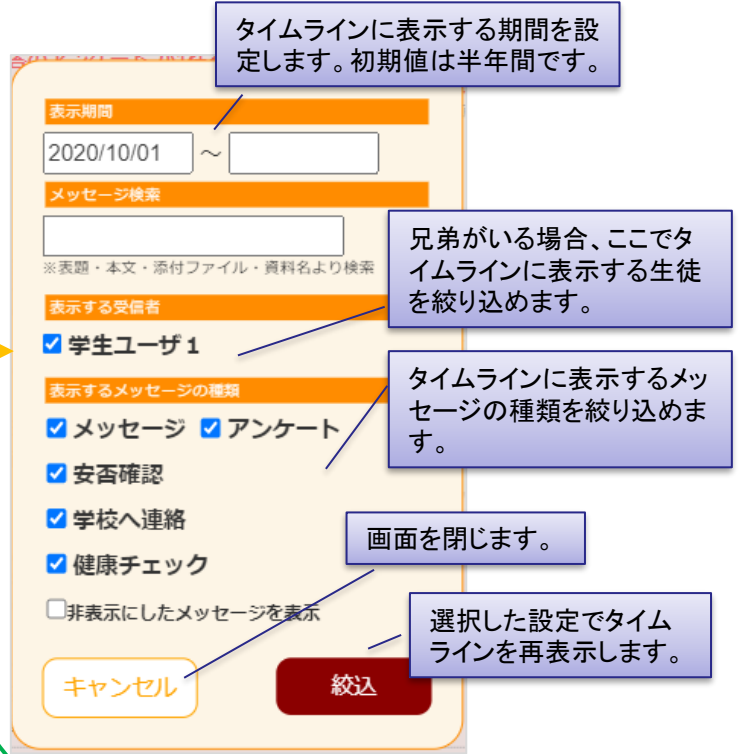 タイムラインに表示する期間を設
定します。初期値は半年間です。
表示期間
2020/10/01 ～
メッセージ検索
※表題・本文・添付ファイル・資料名より検索
兄弟がいる場合、ここでタ
イムラインに表示する生徒
を絞り込めます。
表示する受信者
学生ユーザ1
表示するメッセージの種類
タイムラインに表示するメッ
セージの種類を絞り込めま
す。
メッセージ アンケート
安否確認
学校へ連絡
健康チェック
画面を閉じます。
非表示にしたメッセージを表示
選択した設定でタイム
ラインを再表示します。
キャンセル
絞込